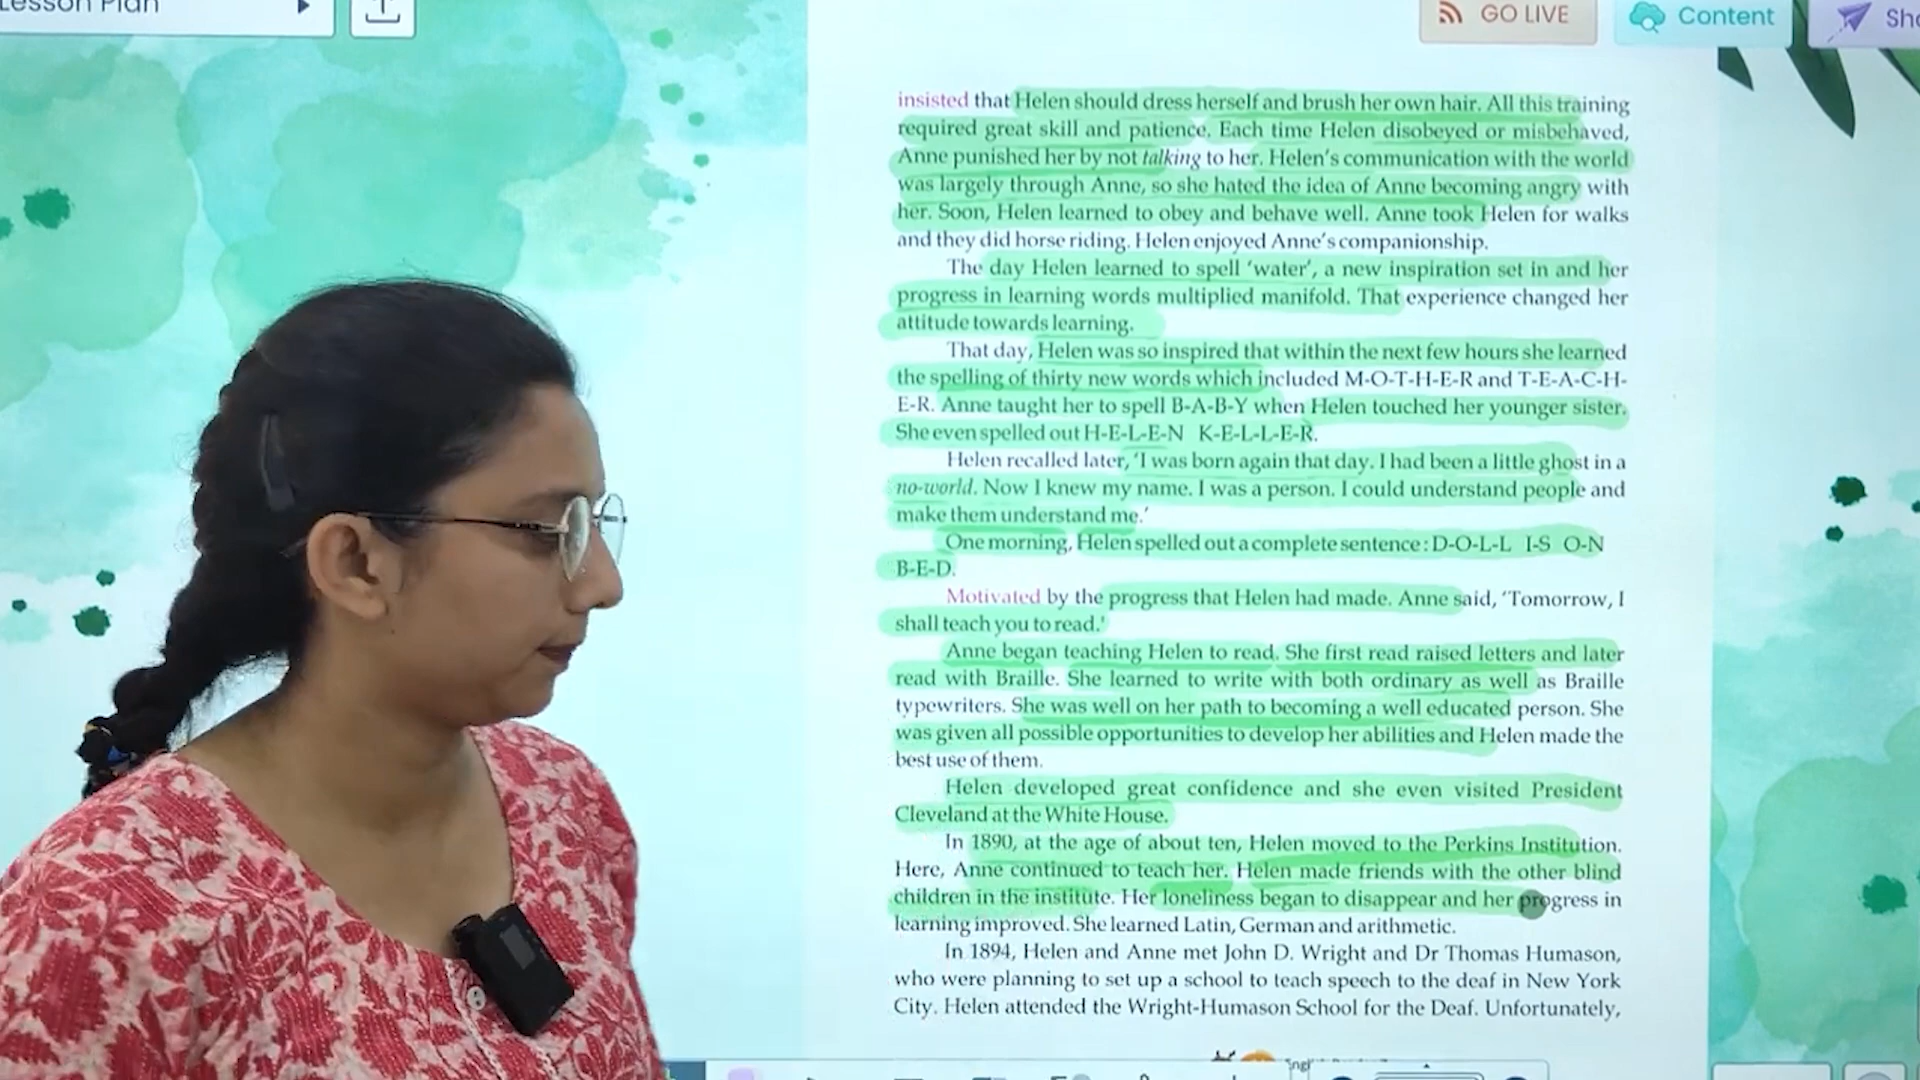 Lesson Plan
GO LIVE
Content
insisted that Helen should dress herself and brush her own hair. All this training
required great skill and patience. Each time Helen disobeyed or misbehaved,
Anne punished her by not talking to her. Helen's communication with the world
was largely through Anne, so she hated the idea of Anne becoming angry with
her. Soon, Helen learned to obey and behave well. Anne took Helen for walks
and they did horse riding. Helen enjoyed Anne's companionship.
The day Helen learned to spell 'water', a new inspiration set in and her
progress in learning words multiplied manifold. That experience changed her
attitude towards learning.
That day, Helen was so inspired that within the next few hours she learned
the spelling of thirty new words which included M-O-T-H-E-R and T-E-A-C-H-
E-R. Anne taught her to spell B-A-B-Y when Helen touched her younger sister.
She even spelled out H-E-L-E-N K-E-L-L-E-R.
Helen recalled later, 'I was born again that day. I had been a little ghost in a
no-world. Now I knew my name. I was a person. I could understand people and
make them understand me.'
One morning, Helen spelled out a complete sentence: D-O-L-L I-S O-N
B-E-D.
Motivated by the progress that Helen had made. Anne said, 'Tomorrow, I
shall teach you to read.'
Anne began teaching Helen to read. She first read raised letters and later
read with Braille. She learned to write with both ordinary as well as Braille
typewriters. She was well on her path to becoming a well educated person. She
was given all possible opportunities to develop her abilities and Helen made the
best use of them.
Helen developed great confidence and she even visited President
Cleveland at the White House.
In 1890, at the age of about ten, Helen moved to the Perkins Institution.
Here, Anne continued to teach her. Helen made friends with the other blind
children in the institute. Her loneliness began to disappear and her progress in
learning improved. She learned Latin, German and arithmetic.
In 1894, Helen and Anne met John D. Wright and Dr Thomas Humason,
who were planning to set up a school to teach speech to the deaf in New York
City. Helen attended the Wright-Humason School for the Deaf. Unfortunately,